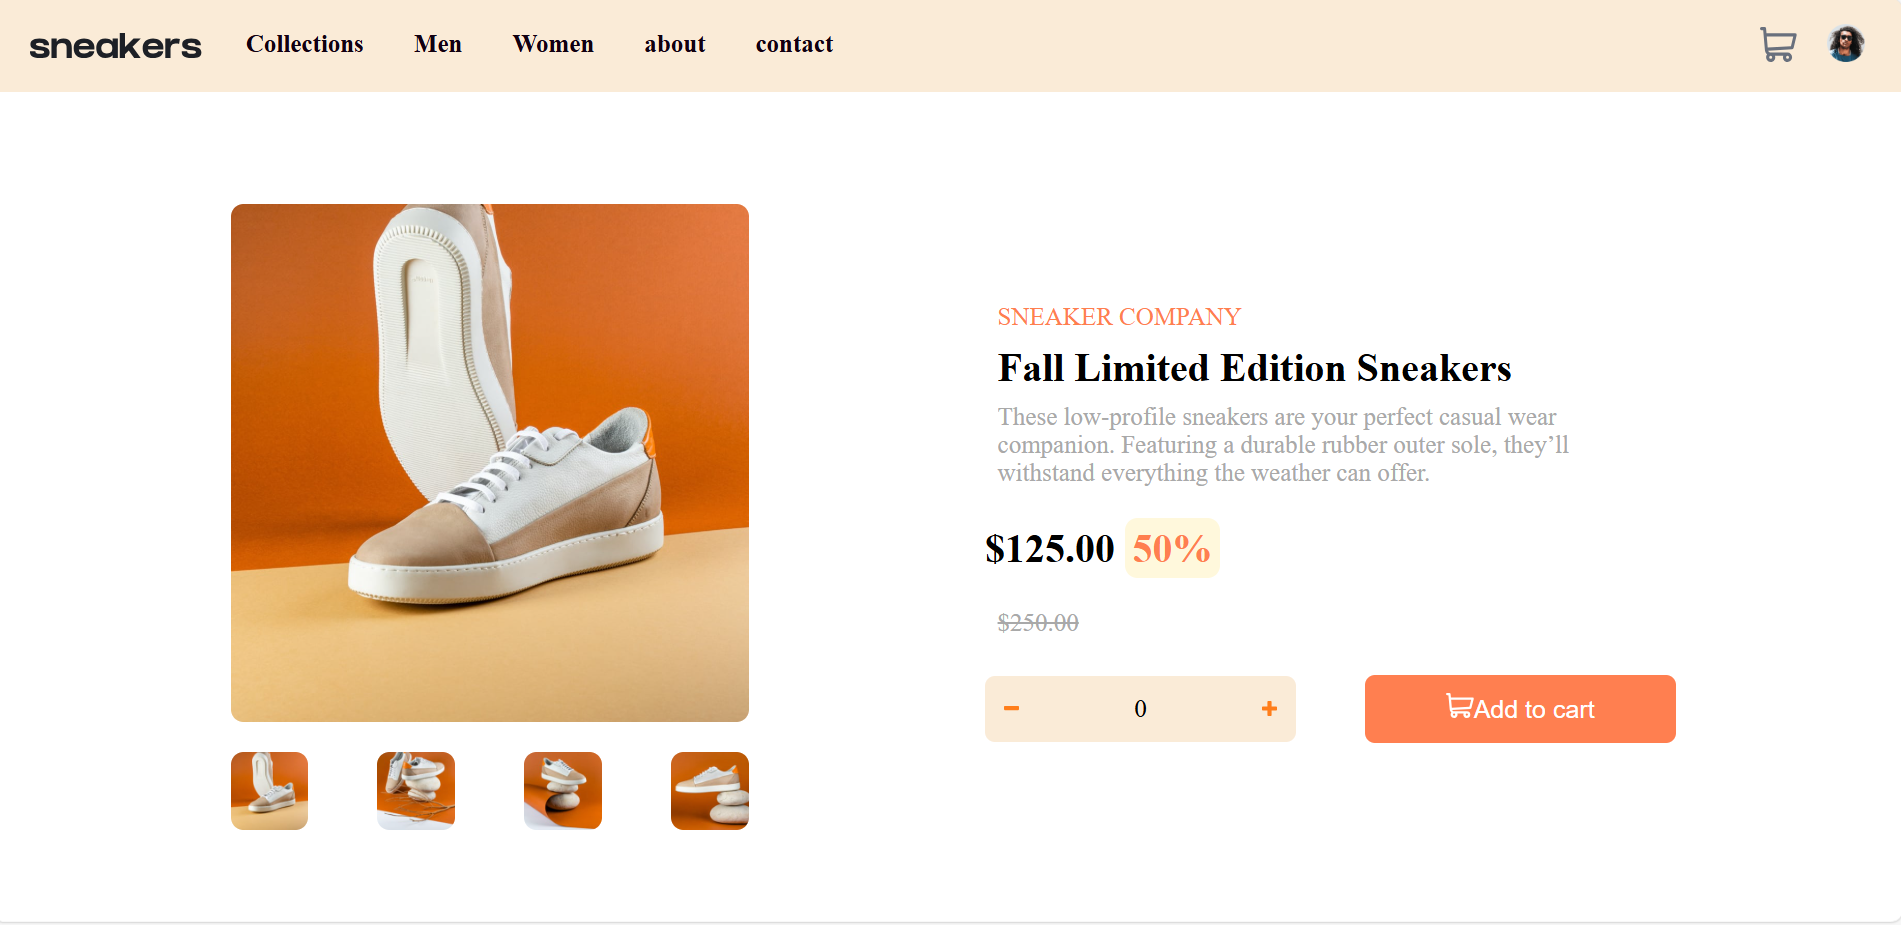 sneakers
Collections
Men
Women
about
contact
SNEAKER COMPANY
Fall Limited Edition Sneakers
These low-profile sneakers are your perfect casual wear
companion. Featuring a durable rubber outer sole, they’ll
withstand everything the weather can offer.
$125.00 50%
$250.00
0
Add to cart